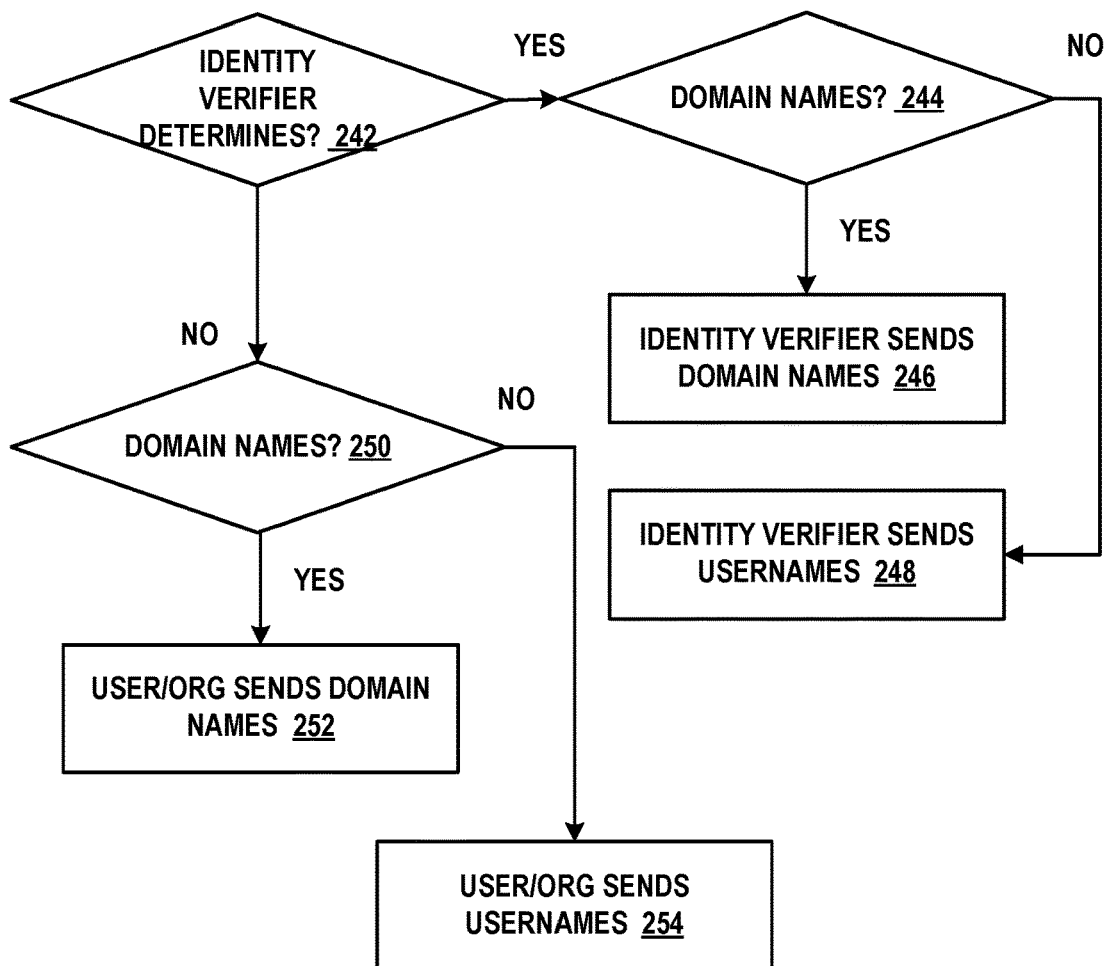 IDENTITY
VERIFIER
DETERMINES? 242
YES
DOMAIN NAMES? 244
NO
YES
IDENTITY VERIFIER SENDS
DOMAIN NAMES 246
NO
DOMAIN NAMES? 250
NO
IDENTITY VERIFIER SENDS
USERNAMES 248
YES
USER/ORG SENDS DOMAIN
NAMES 252
USER/ORG SENDS
USERNAMES 254